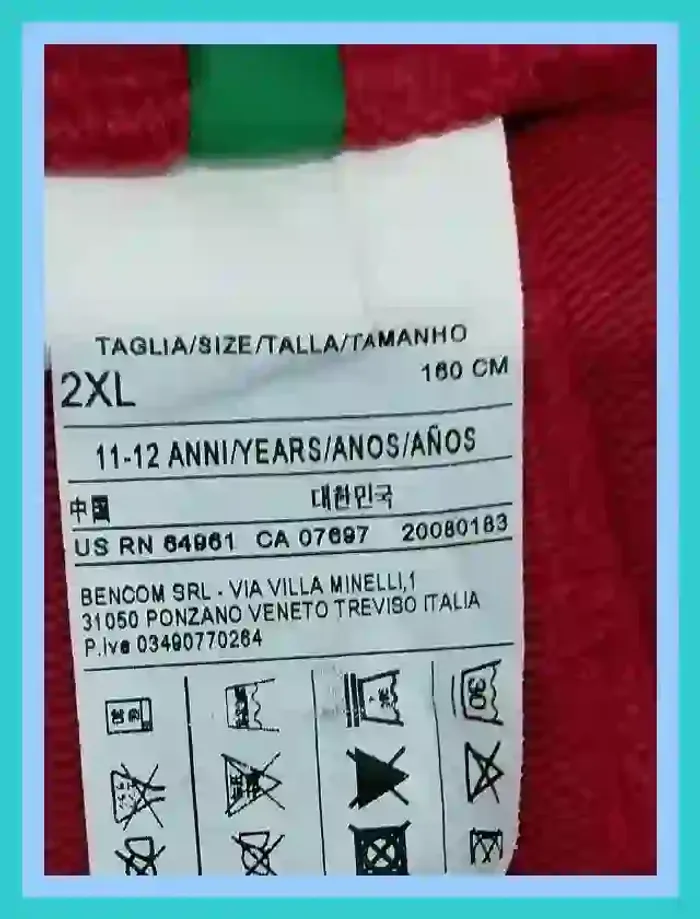 TAGLIA/SIZE/TALLA/TAMANHO
2XL 160 CM
11-12 ANNI/YEARS/ANOS/AÑOS
中国 대한민국
US RN 64961 CA 07697 20080183
BENCOM SRL - VIA VILLA MINELLI,1
31050 PONZANO VENETO TREVISO ITALIA
P.Iva 03490770264
30